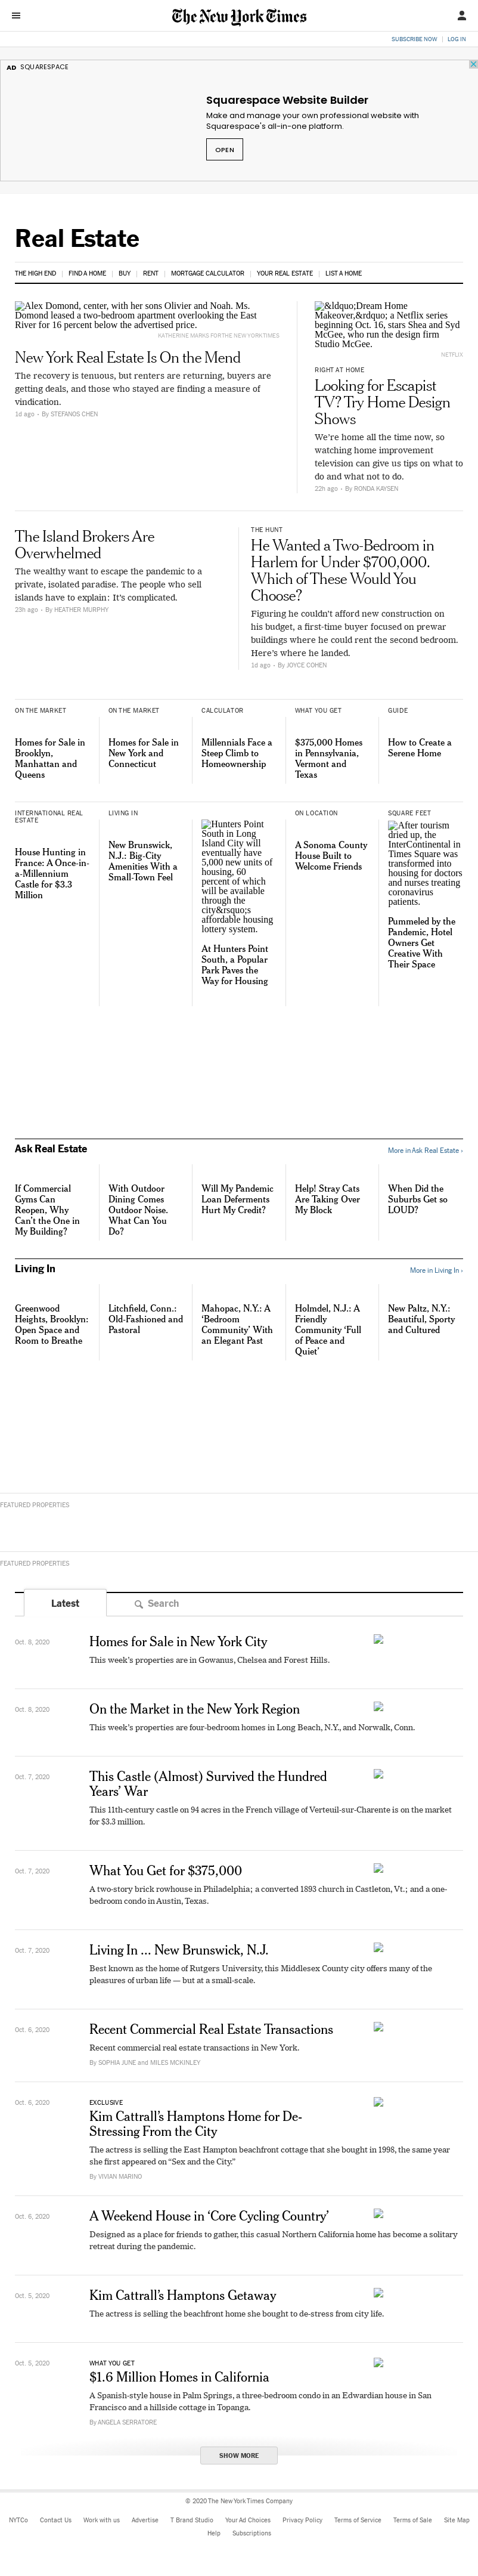 The New York Times
SUBSCRIBE NOW | LOG IN
AD SQUARESPACE
Squarespace Website Builder
Make and manage your own professional website with
Squarespace's all-in-one platform.
OPEN
Real Estate
THE HIGH END | FIND A HOME | BUY | RENT | MORTGAGE CALCULATOR | YOUR REAL ESTATE | LIST A HOME
Alex Domond, center, with her sons Olivier and Noah. Ms.
Domond leased a two-bedroom apartment overlooking the East
River for 16 percent below the advertised price.
KATHERINE MARKS FOR THE NEW YORK TIMES
New York Real Estate Is On the Mend
The recovery is tenuous, but renters are returning, buyers are
getting deals, and those who stayed are finding a measure of
vindication.
1d ago • By STEFANOS CHEN
&ldquo;Dream Home
Makeover,&rdquo; a Netflix series
beginning Oct. 16, stars Shea and Syd
McGee, who run the design firm
Studio McGee.
NETFLIX
RIGHT AT HOME
Looking for Escapist
TV? Try Home Design
Shows
We're home all the time now, so
watching home improvement
television can give us tips on what to
do and what not to do.
22h ago • By RONDA KAYSEN
The Island Brokers Are
Overwhelmed
The wealthy want to escape the pandemic to a
private, isolated paradise. The people who sell
islands have to explain: It's complicated.
23h ago • By HEATHER MURPHY
THE HUNT
He Wanted a Two-Bedroom in
Harlem for Under $700,000.
Which of These Would You
Choose?
Figuring he couldn't afford new construction on
his budget, a first-time buyer focused on prewar
buildings where he could rent the second bedroom.
Here's where he landed.
1d ago • By JOYCE COHEN
ON THE MARKET
Homes for Sale in
Brooklyn,
Manhattan and
Queens
ON THE MARKET
Homes for Sale in
New York and
Connecticut
CALCULATOR
Millennials Face a
Steep Climb to
Homeownership
WHAT YOU GET
$375,000 Homes
in Pennsylvania,
Vermont and
Texas
GUIDE
How to Create a
Serene Home
INTERNATIONAL REAL
ESTATE
House Hunting in
France: A Once-in-
a-Millennium
Castle for $3.3
Million
LIVING IN
New Brunswick,
N.J.: Big-City
Amenities With a
Small-Town Feel
Hunters Point
South in Long
Island City will
eventually have
5,000 new units of
housing, 60
percent of which
will be available
through the
city&rsquo;s
affordable housing
lottery system.
At Hunters Point
South, a Popular
Park Paves the
Way for Housing
ON LOCATION
A Sonoma County
House Built to
Welcome Friends
SQUARE FEET
After tourism
dried up, the
InterContinental in
Times Square was
transformed into
housing for doctors
and nurses treating
coronavirus
patients.
Pummeled by the
Pandemic, Hotel
Owners Get
Creative With
Their Space
Ask Real Estate
More in Ask Real Estate ›
If Commercial
Gyms Can
Reopen, Why
Can't the One in
My Building?
With Outdoor
Dining Comes
Outdoor Noise.
What Can You
Do?
Will My Pandemic
Loan Deferments
Hurt My Credit?
Help! Stray Cats
Are Taking Over
My Block
When Did the
Suburbs Get so
LOUD?
Living In
More in Living In ›
Greenwood
Heights, Brooklyn:
Open Space and
Room to Breathe
Litchfield, Conn.:
Old-Fashioned and
Pastoral
Mahopac, N.Y.: A
‘Bedroom
Community’ With
an Elegant Past
Holmdel, N.J.: A
Friendly
Community ‘Full
of Peace and
Quiet’
New Paltz, N.Y.:
Beautiful, Sporty
and Cultured
FEATURED PROPERTIES
FEATURED PROPERTIES
Latest
Search
Oct. 8, 2020
Homes for Sale in New York City
This week's properties are in Gowanus, Chelsea and Forest Hills.
Oct. 8, 2020
On the Market in the New York Region
This week's properties are four-bedroom homes in Long Beach, N.Y., and Norwalk, Conn.
Oct. 7, 2020
This Castle (Almost) Survived the Hundred
Years' War
This 11th-century castle on 94 acres in the French village of Verteuil-sur-Charente is on the market
for $3.3 million.
Oct. 7, 2020
What You Get for $375,000
A two-story brick rowhouse in Philadelphia; a converted 1893 church in Castleton, Vt.; and a one-
bedroom condo in Austin, Texas.
Oct. 7, 2020
Living In ... New Brunswick, N.J.
Best known as the home of Rutgers University, this Middlesex County city offers many of the
pleasures of urban life — but at a small-scale.
Oct. 6, 2020
Recent Commercial Real Estate Transactions
Recent commercial real estate transactions in New York.
By SOPHIA JUNE and MILES MCKINLEY
Oct. 6, 2020
EXCLUSIVE
Kim Cattrall's Hamptons Home for De-
Stressing From the City
The actress is selling the East Hampton beachfront cottage that she bought in 1998, the same year
she first appeared on “Sex and the City.”
By VIVIAN MARINO
Oct. 6, 2020
A Weekend House in ‘Core Cycling Country’
Designed as a place for friends to gather, this casual Northern California home has become a solitary
retreat during the pandemic.
Oct. 5, 2020
Kim Cattrall's Hamptons Getaway
The actress is selling the beachfront home she bought to de-stress from city life.
Oct. 5, 2020
WHAT YOU GET
$1.6 Million Homes in California
A Spanish-style house in Palm Springs, a three-bedroom condo in an Edwardian house in San
Francisco and a hillside cottage in Topanga.
By ANGELA SERRATORE
SHOW MORE
© 2020 The New York Times Company
NYTCo Contact Us Work with us Advertise T Brand Studio Your Ad Choices Privacy Policy Terms of Service Terms of Sale Site Map
Help Subscriptions